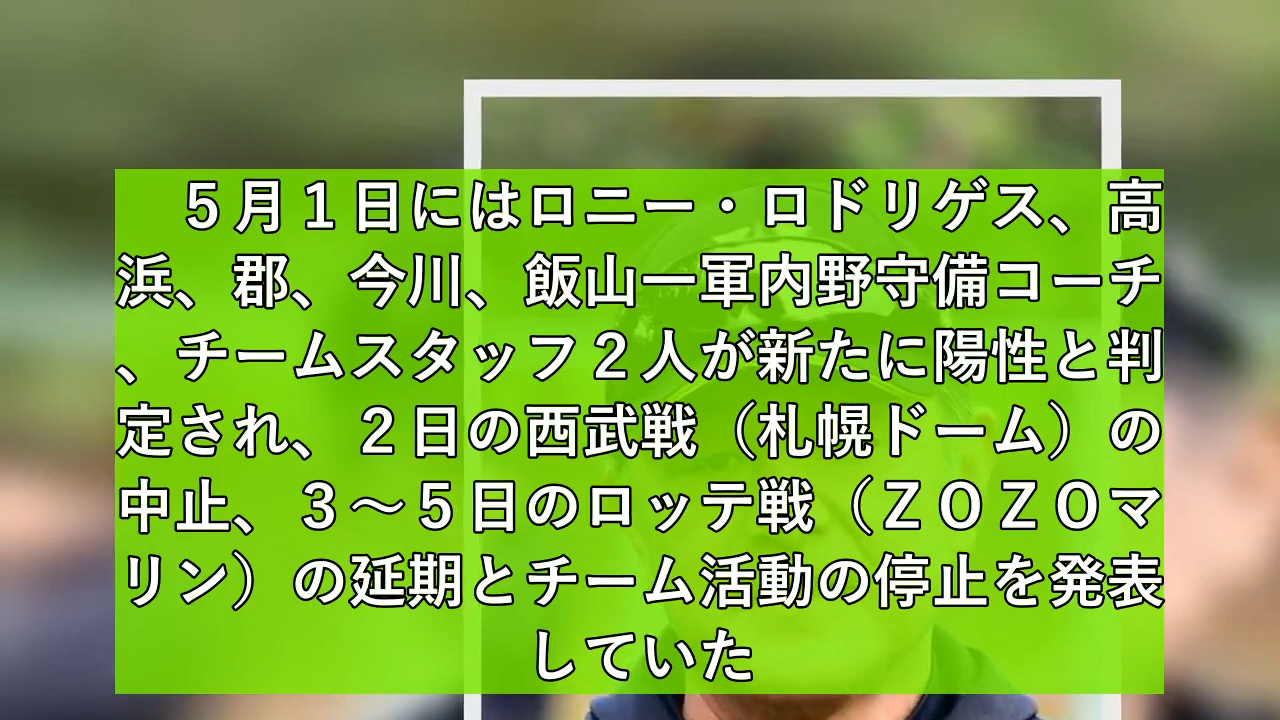 ５月１日にはロニー・ロドリゲス、高
浜、郡、今川、飯山一軍内野守備コーチ
、チームスタッフ２人が新たに陽性と判
定され、２日の西武戦（札幌ドーム）の
中止、３～５日のロッテ戦（ＺＯＺＯマ
リン）の延期とチーム活動の停止を発表
していた